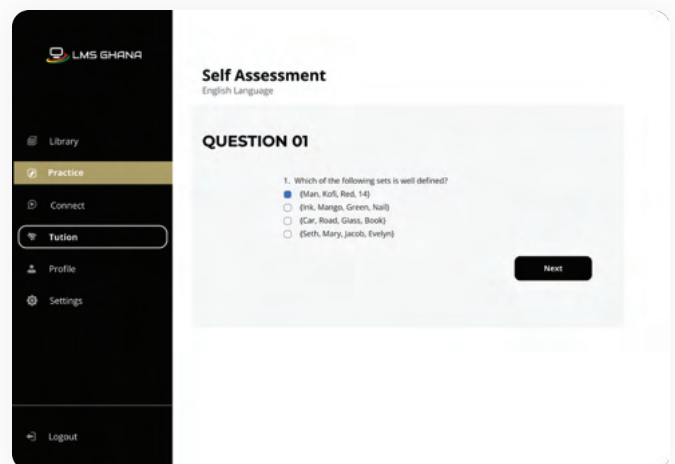 LMS GHANA
Library
Practice
Connect
Tution
Profile
Settings
Logout
Self Assessment
English Language
QUESTION 01
1. Which of the following sets is well defined?
{Man, Kofi, Red, 14}
{Ink, Mango, Green, Nail}
{Car, Road, Glass, Book}
{Seth, Mary, Jacob, Evelyn}
Next